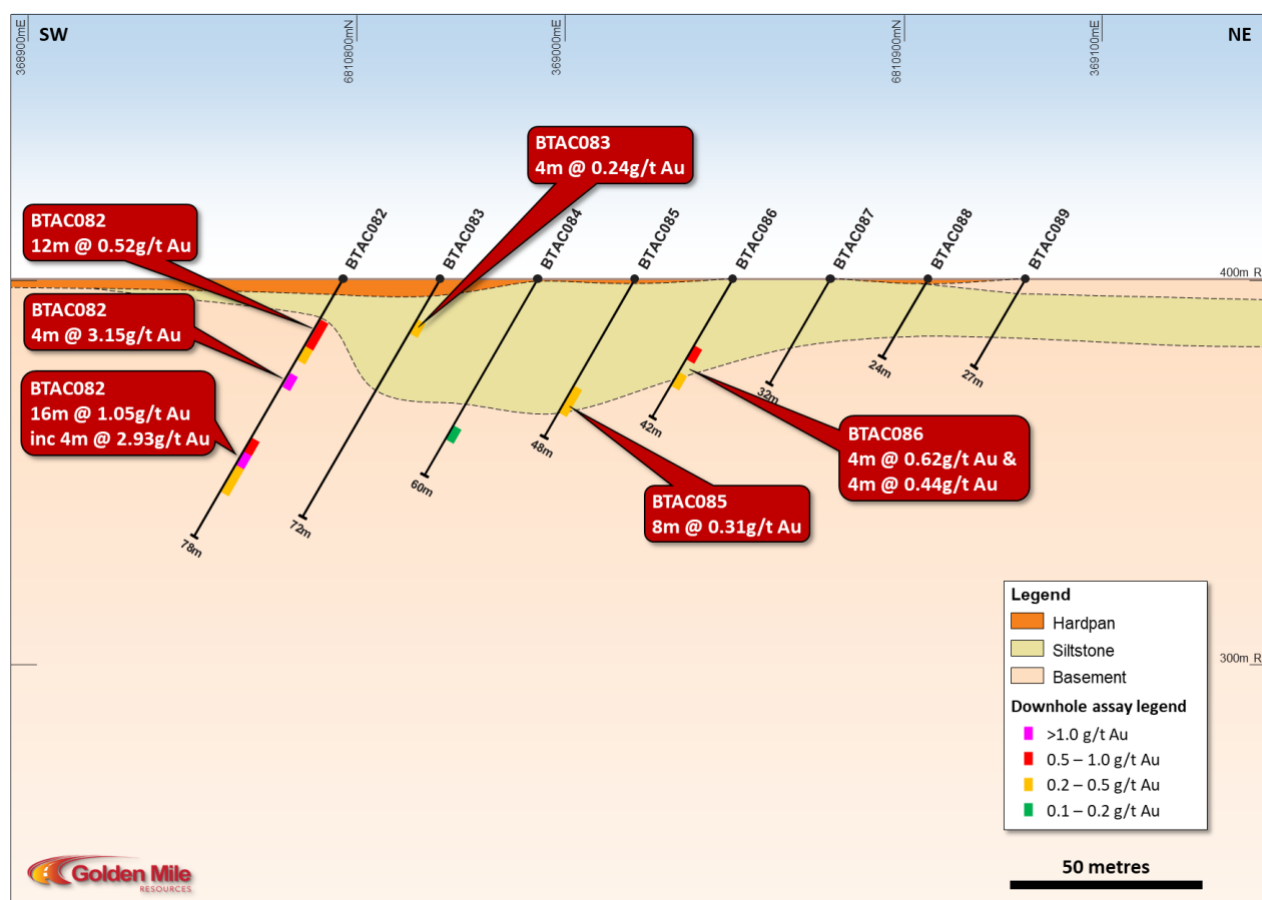 368900mE
SW
6810800mN
369000mE
6810900mN
369100mE
NE
BTAC083
4m @ 0.24g/t Au
BTAC082
12m @ 0.52g/t Au
BTAC082
BTAC083
BTAC084
BTAC085
BTAC086
BTAC087
BTAC088
BTAC089
400m R
BTAC082
4m @ 3.15g/t Au
BTAC082
16m @ 1.05g/t Au
inc 4m @ 2.93g/t Au
24m
27m
32m
42m
48m
60m
72m
78m
BTAC086
4m @ 0.62g/t Au &
4m @ 0.44g/t Au
BTAC085
8m @ 0.31g/t Au
300m R
Legend
Hardpan
Siltstone
Basement
Downhole assay legend
>1.0 g/t Au
0.5 – 1.0 g/t Au
0.2 – 0.5 g/t Au
0.1 – 0.2 g/t Au
50 metres
Golden Mile
RESOURCES